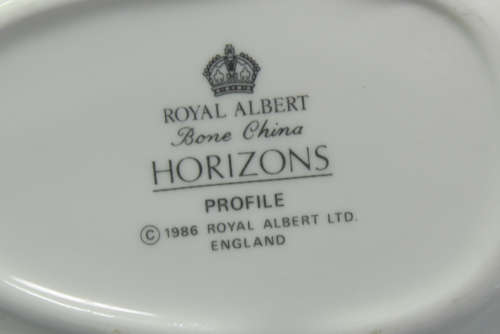 ROYAL ALBERT
Bone China
HORIZONS
PROFILE
© 1986 ROYAL ALBERT LTD.
ENGLAND